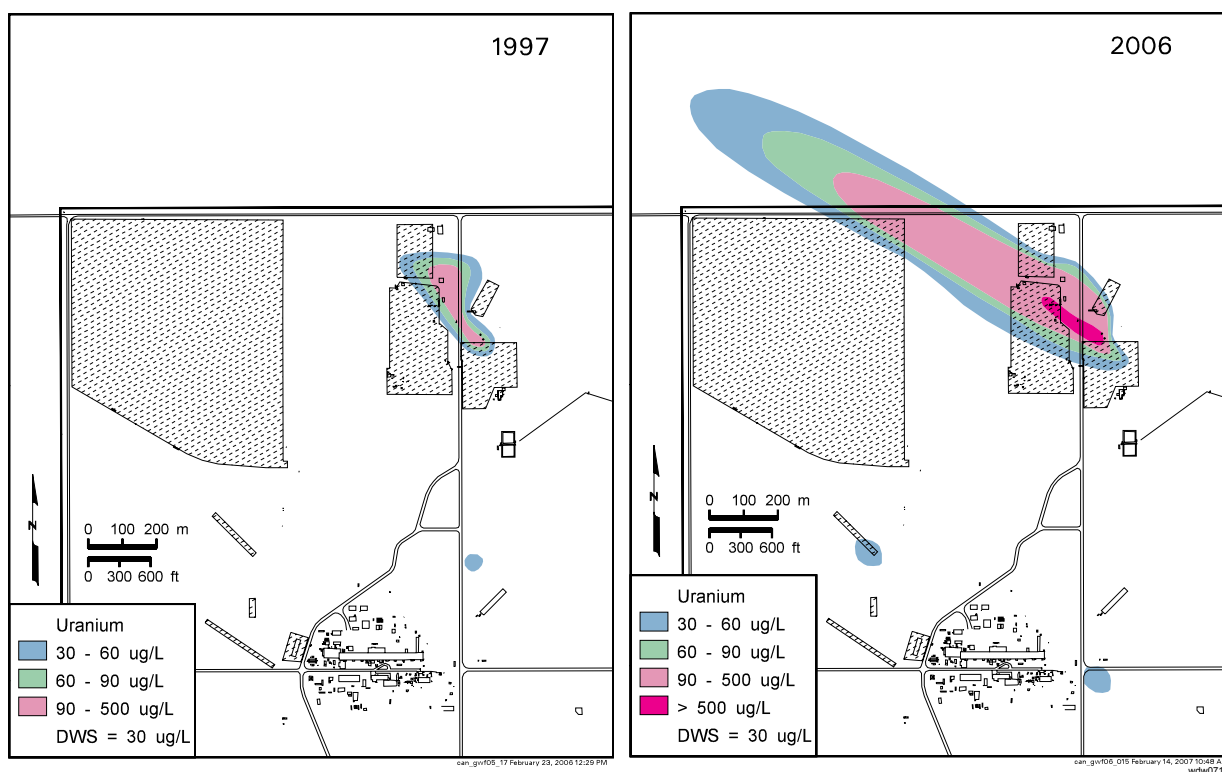 1997
N
0 100 200 m
0 300 600 ft
Uranium
30 - 60 ug/L
60 - 90 ug/L
90 - 500 ug/L
DWS = 30 ug/L
can_gwf05_17 February 23, 2006 12:29 PM
2006
N
0 100 200 m
0 300 600 ft
Uranium
30 - 60 ug/L
60 - 90 ug/L
90 - 500 ug/L
> 500 ug/L
DWS = 30 ug/L
can_gwf06_015 February 14, 2007 10:48 A
wdw071